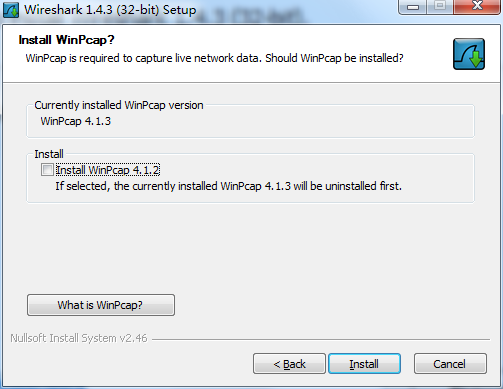 Wireshark 1.4.3 (32-bit) Setup
Install WinPcap?
WinPcap is required to capture live network data. Should WinPcap be installed?
Currently installed WinPcap version
WinPcap 4.1.3
Install
Install WinPcap 4.1.2
If selected, the currently installed WinPcap 4.1.3 will be uninstalled first.
What is WinPcap?
Nullsoft Install System v2.46
< Back
Install
Cancel